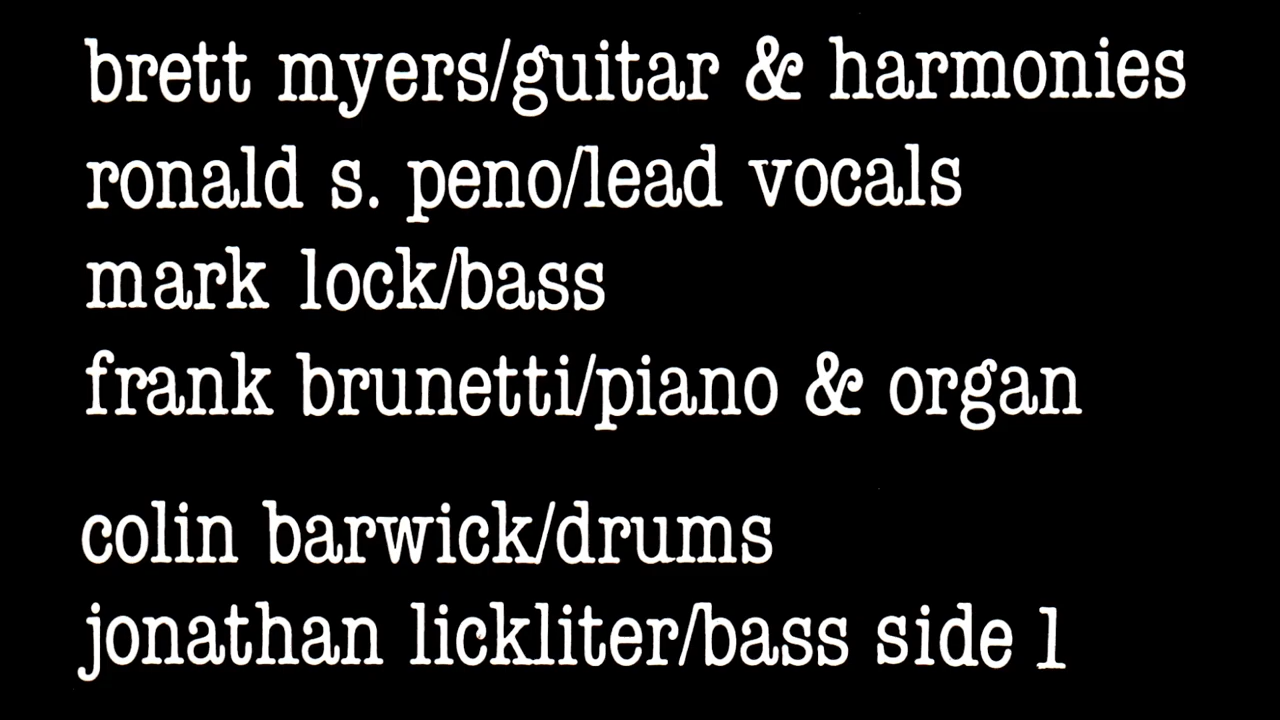 brett myers/guitar & harmonies
ronald s. peno/lead vocals
mark lock/bass
frank brunetti/piano & organ
colin barwick/drums
jonathan lickliter/bass side 1